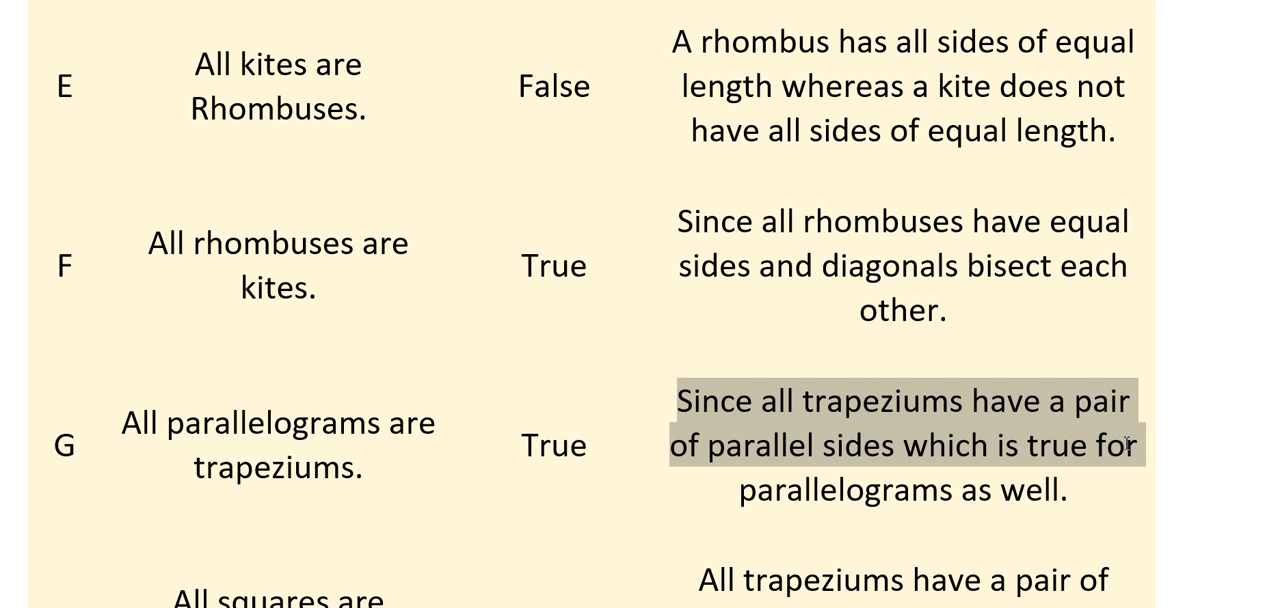 A rhombus has all sides of equal
All kites are
E
False
length whereas a kite does not
Rhombuses.
have all sides of equal length.
Since all rhombuses have equal
All rhombuses are
F
True
sides and diagonals bisect each
kites.
other.
Since all trapeziums have a pair
All parallelograms are
G
True
of parallel sides which is true for
trapeziums.
parallelograms as well.
All trapeziums have a pair of
All squares are